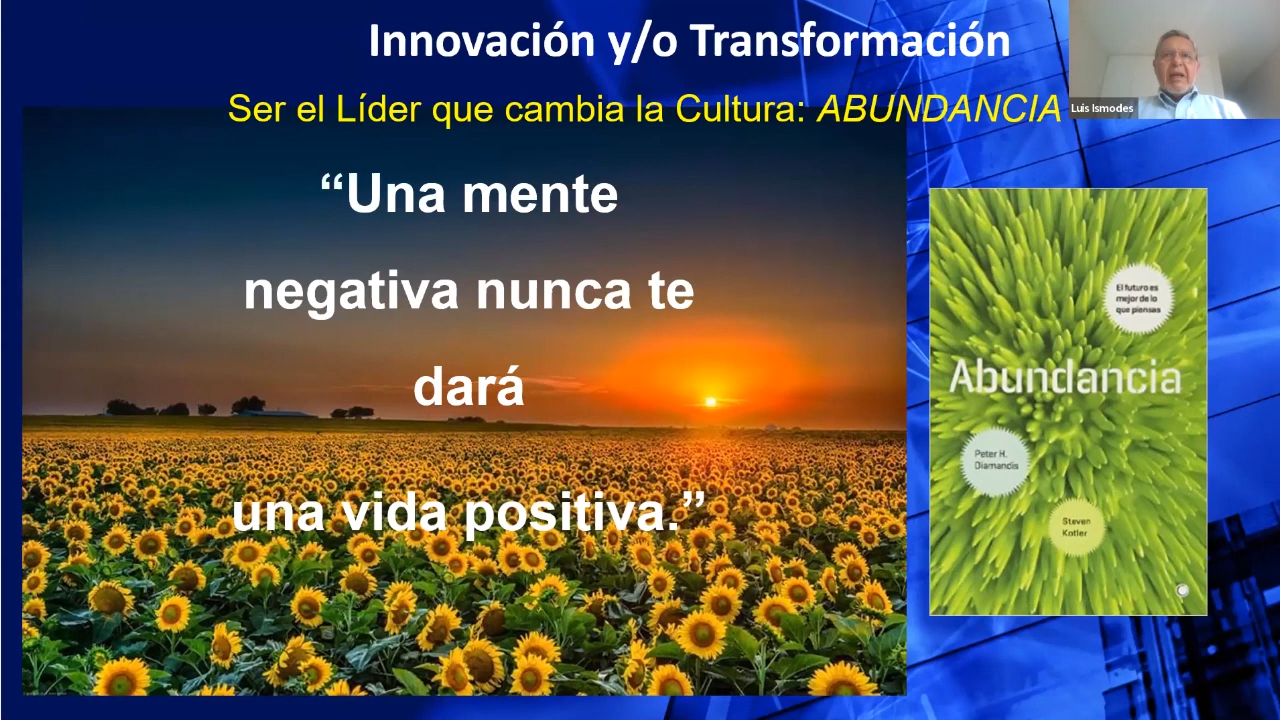 Innovación y/o Transformación
Luis Ismodes
Ser el Líder que cambia la Cultura: ABUNDANCIA
“Una mente
negativa nunca te
dará
una vida positiva.”
El futuro es
mejor de lo
que piensas
Abundancia
Peter H.
Diamandis
Steven
Kotler